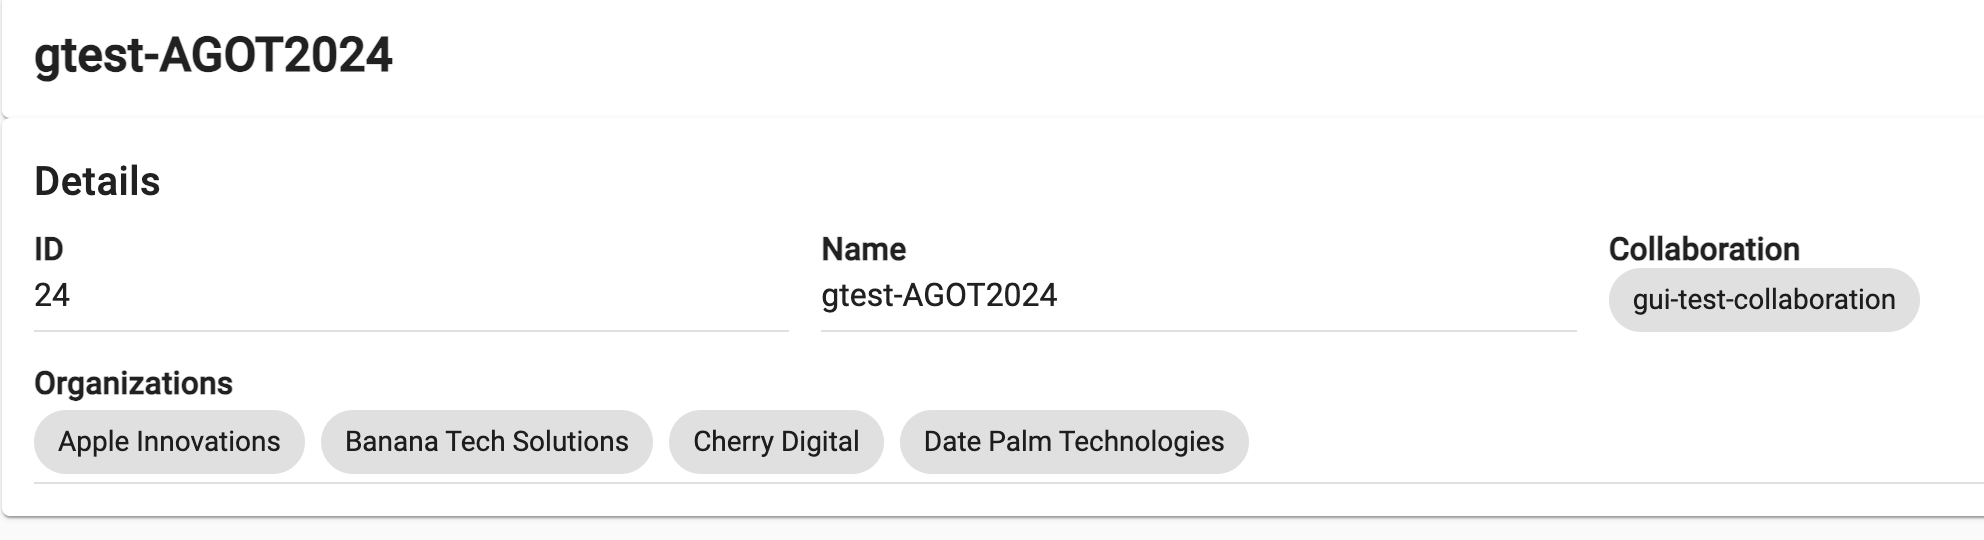 gtest-AGOT2024
Details
ID
24
Name
gtest-AGOT2024
Collaboration
gui-test-collaboration
Organizations
Apple Innovations
Banana Tech Solutions
Cherry Digital
Date Palm Technologies